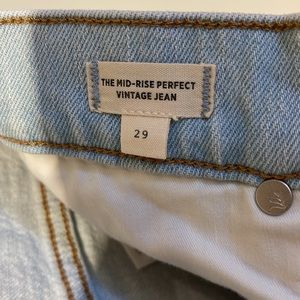 THE MID-RISE PERFECT
VINTAGE JEAN
29